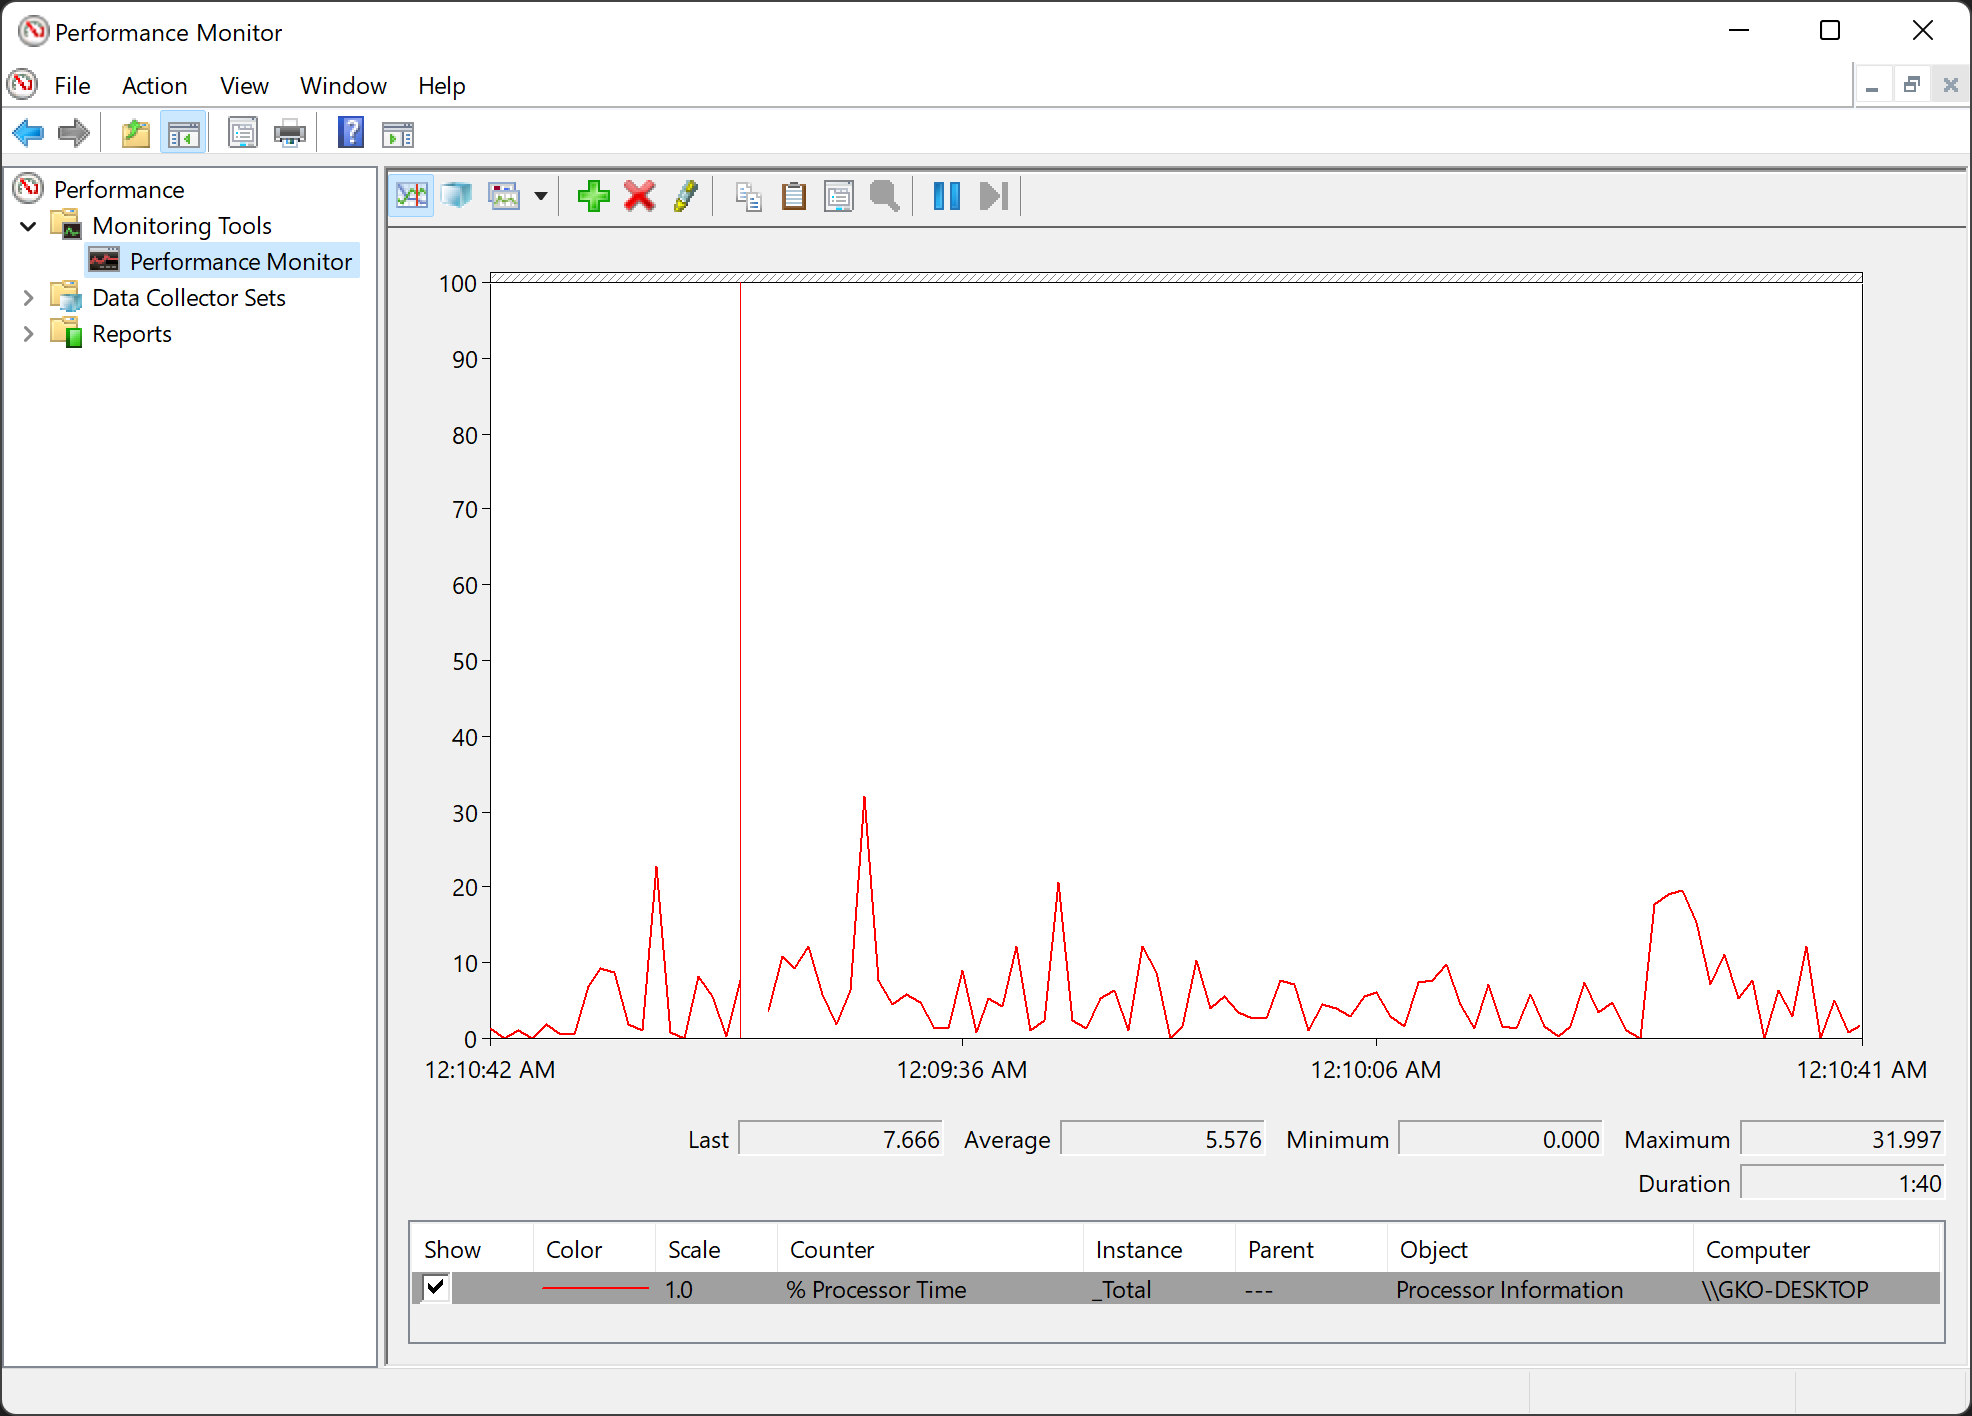 Performance Monitor
File Action View Window Help
Performance
Monitoring Tools
Performance Monitor
Data Collector Sets
Reports
100
90
80
70
60
50
40
30
20
10
0
12:10:42 AM 12:09:36 AM 12:10:06 AM 12:10:41 AM
Last 7.666 Average 5.576 Minimum 0.000 Maximum 31.997
Duration 1:40
Show Color Scale Counter Instance Parent Object Computer
1.0 % Processor Time _Total --- Processor Information \\GKO-DESKTOP